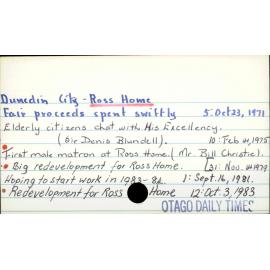 Dunedin City - Ross Home
Fair proceeds spent swiftly 5: Oct 23, 1971
Elderly citizens chat with His Excellency.
(Sir Denis Blundell). 10: Feb 14, 1975
First male matron at Ross Home. (Mr Bill Christie).
Big redevelopment for Ross Home. (31: Nov. 1979
Hoping to start work in 1983-84. 1: Sept. 16, 1981.
Redevelopment for Ross Home 12: Oct. 3, 1983
OTAGO DAILY TIMES